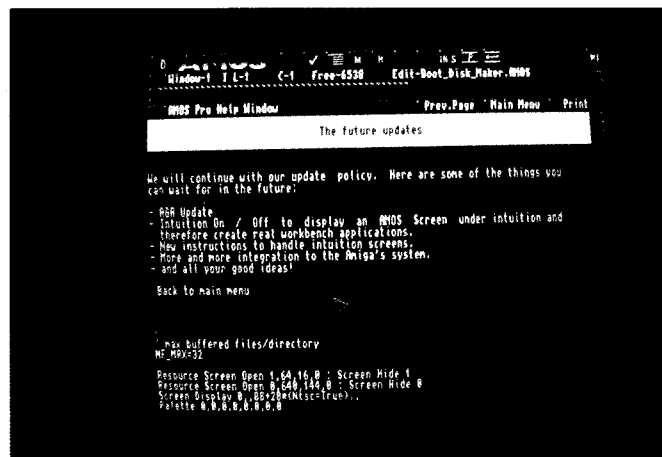 Window-1 I L-1 C-1 Free-6538 Edit-Boot_Disk_Maker.AMOS
AMOS Pro Help Window Prev.Page Main Menu Print
The future updates
We will continue with our update policy. Here are some of the things you
can wait for in the future:
- AGA Update
- Intuition On / Off to display an AMOS Screen under intuition and
therefore create real workbench applications.
- New instructions to handle intuition screens.
- More and more integration to the Amiga's system.
- and all your good ideas!
Back to main menu
' max buffered files/directory
MF_MAX=32
Resource Screen Open 1,64,16,0 : Screen Hide 1
Resource Screen Open 0,640,144,0 : Screen Hide 0
Screen Display 0,,88+20*(Ntsc=True),,
Palette 0,0,0,0,0,0,0,0